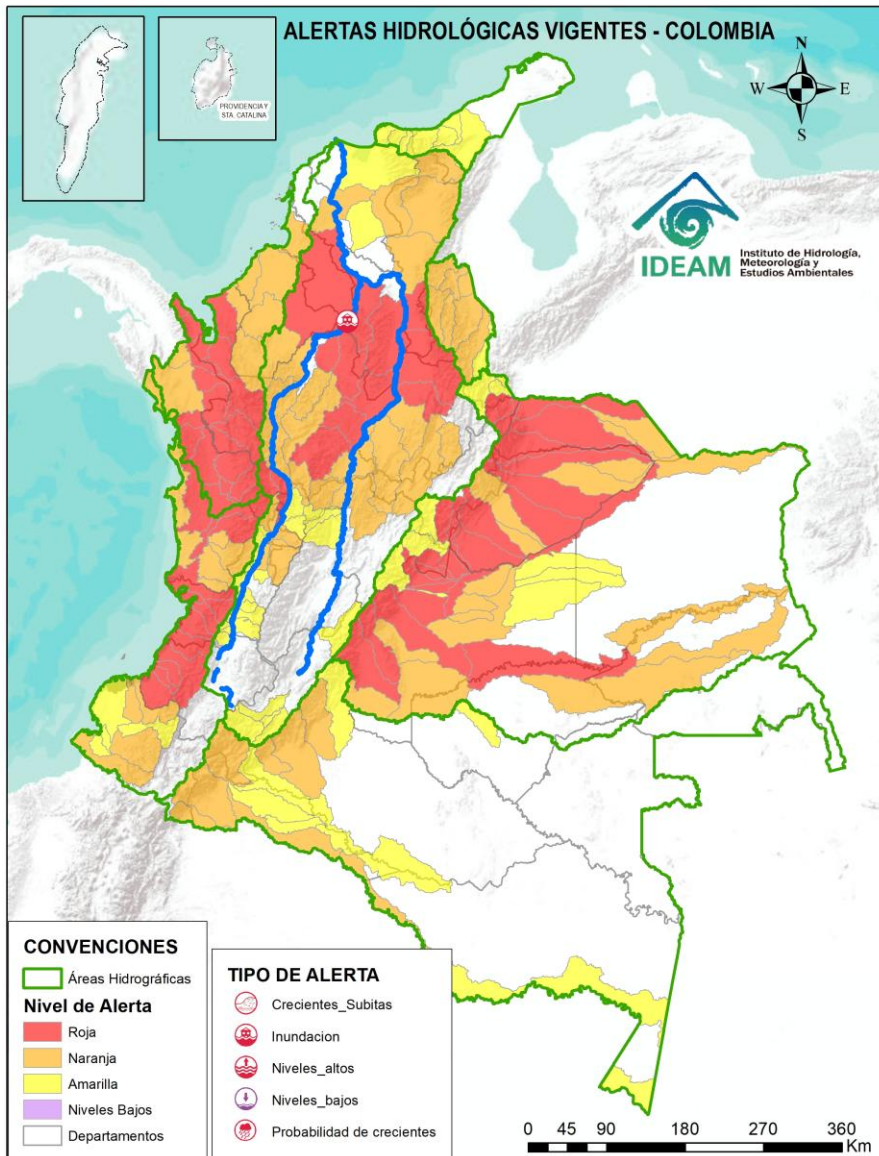 ALERTAS HIDROLÓGICAS VIGENTES - COLOMBIA
PROVIDENCIA Y
STA. CATALINA
N
W
E
S
IDEAM
Instituto de Hidrología,
Meteorología y
Estudios Ambientales
CONVENCIONES
Áreas Hidrográficas
Nivel de Alerta
Roja
Naranja
Amarilla
Niveles Bajos
Departamentos
TIPO DE ALERTA
Crecientes_Subitas
Inundacion
Niveles_altos
Niveles_bajos
Probabilidad de crecientes
0 45 90 180 270 360
Km